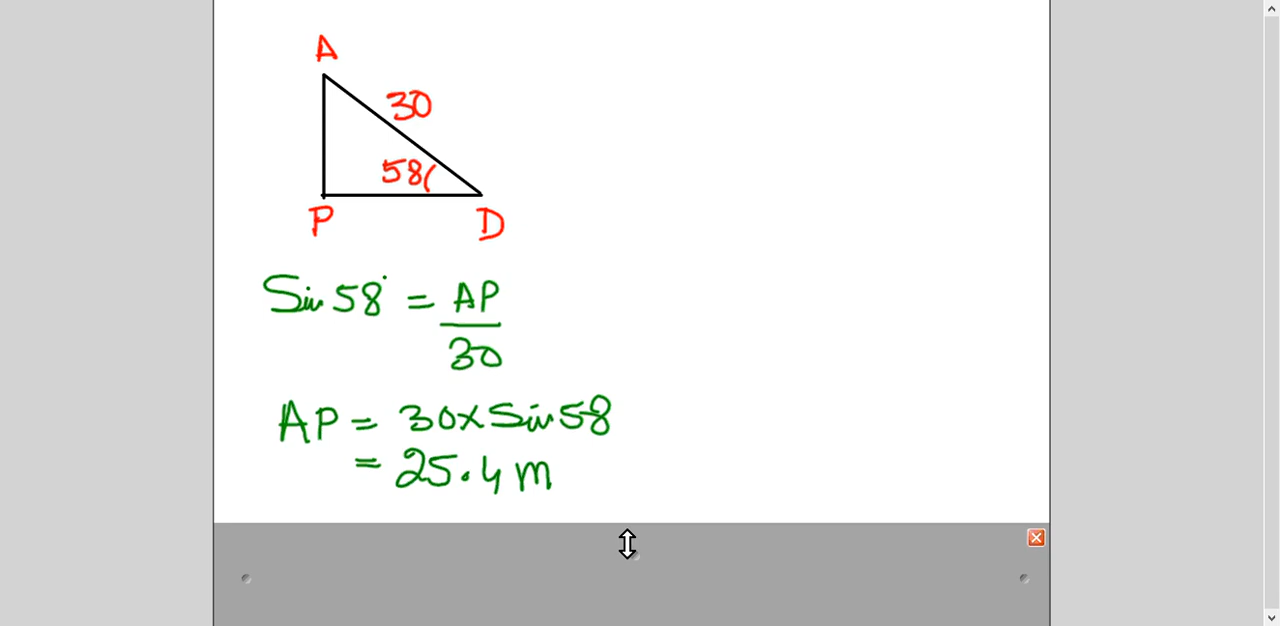 A
30
58
P
D
Sin 58° = AP
30
AP = 30 x Sin 58
= 25.4 m